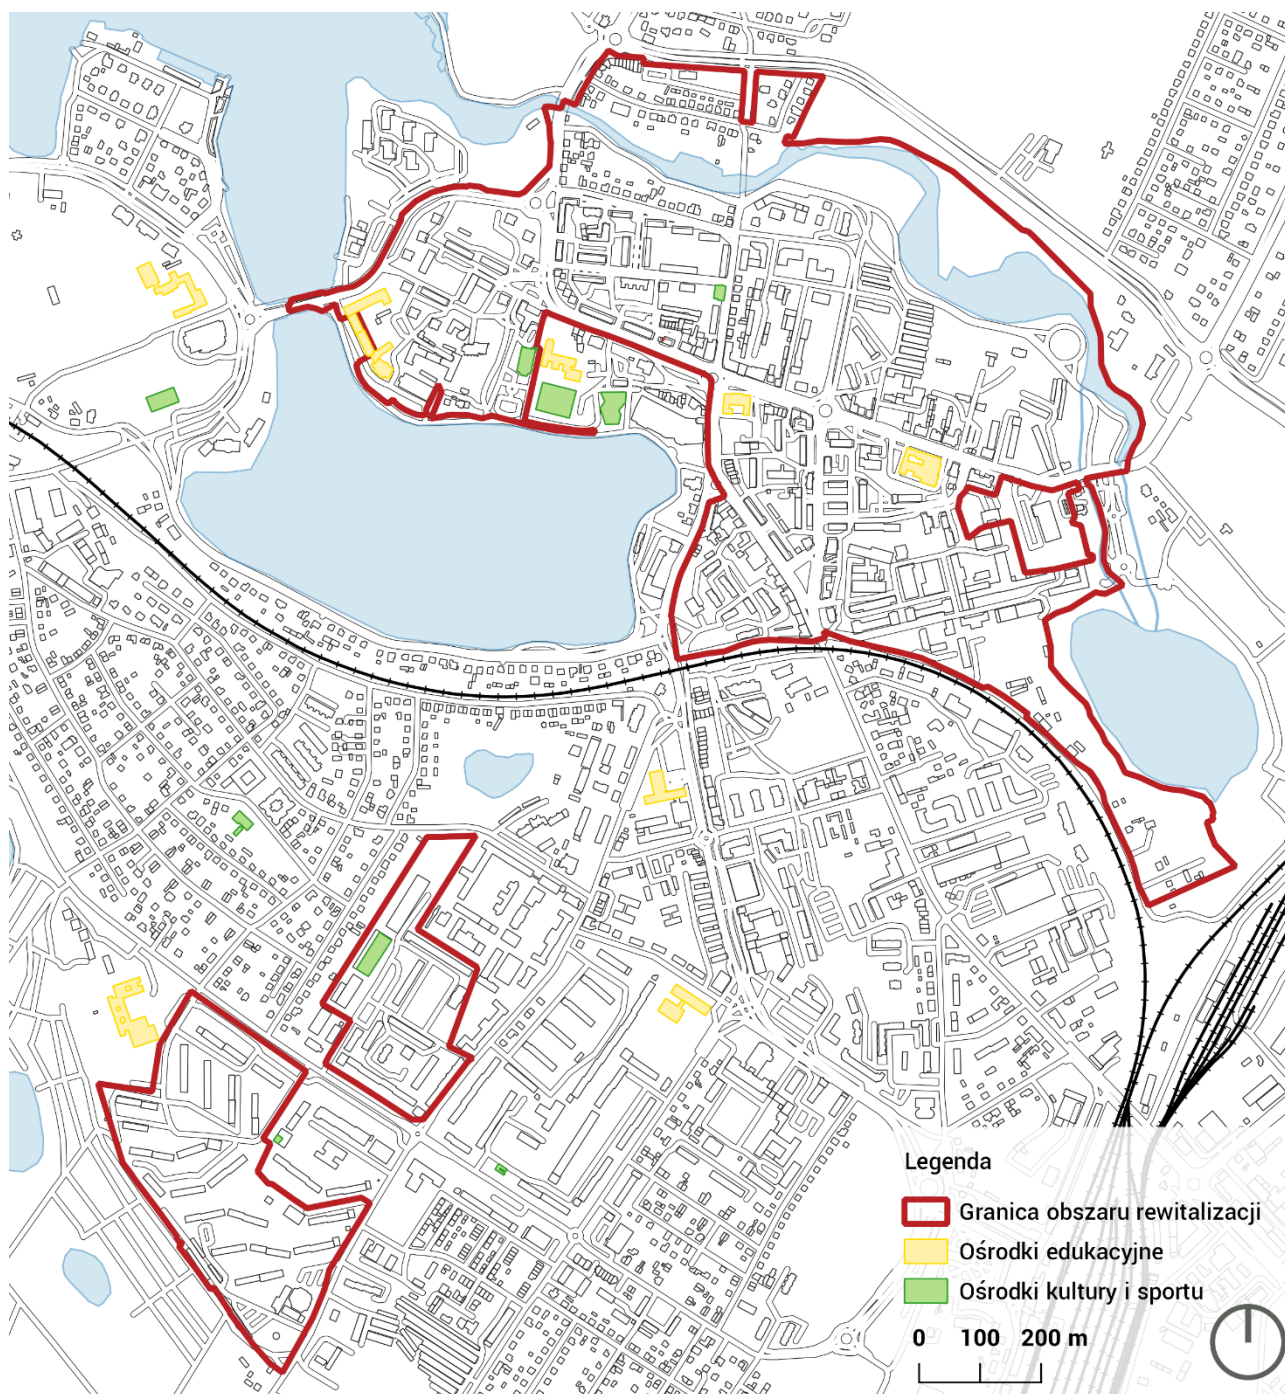 Legenda
Granica obszaru rewitalizacji
Ośrodki edukacyjne
Ośrodki kultury i sportu
0 100 200 m